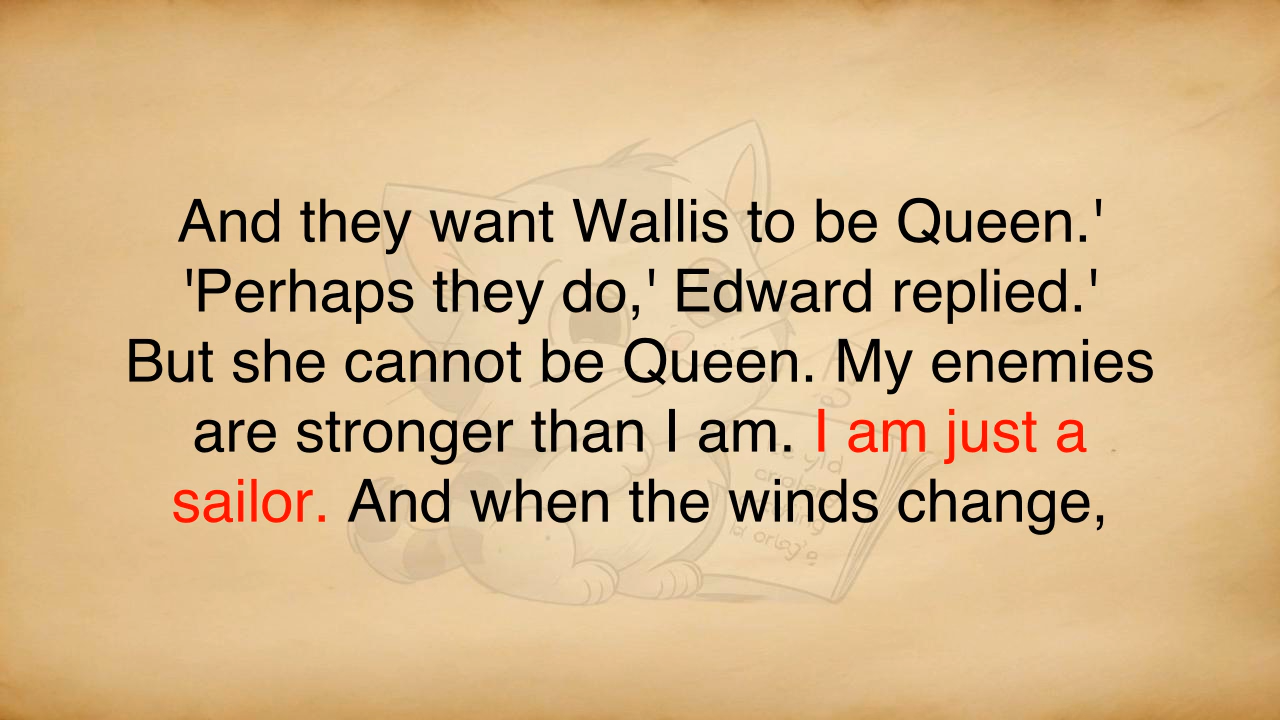 And they want Wallis to be Queen.'
'Perhaps they do,' Edward replied.'
But she cannot be Queen. My enemies
are stronger than I am. I am just a
sailor. And when the winds change,